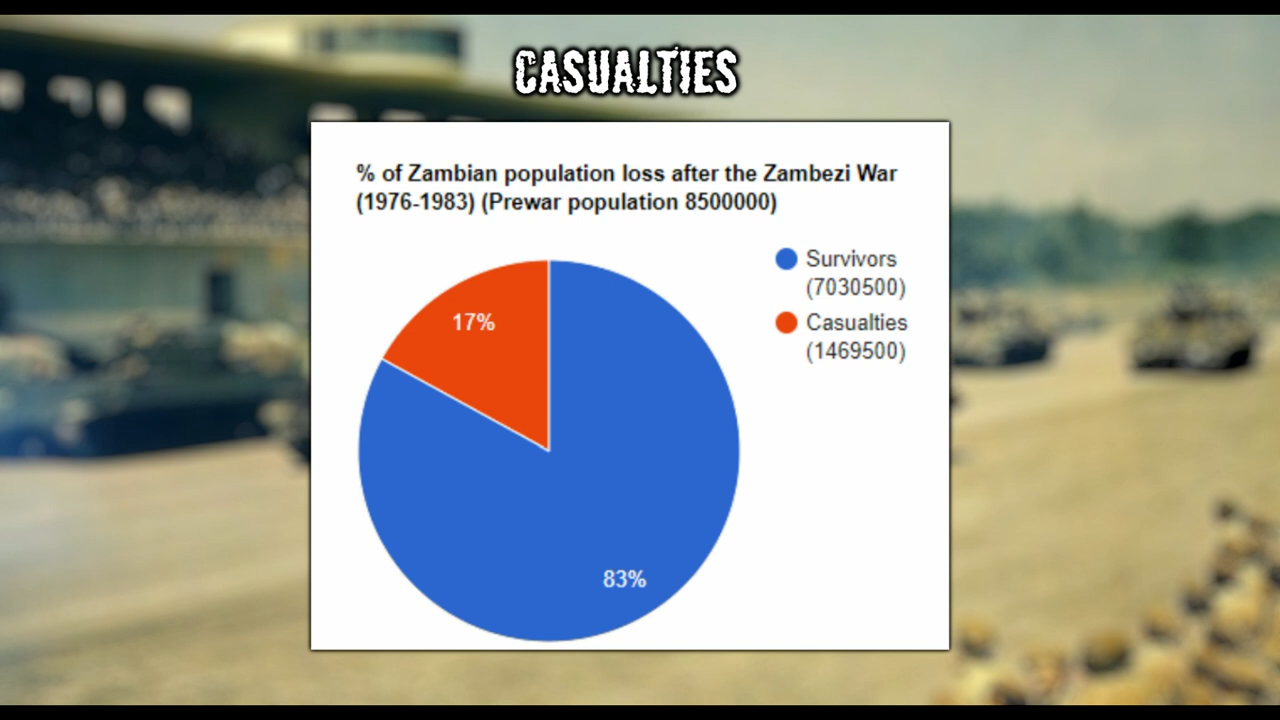 CASUALTIES
% of Zambian population loss after the Zambezi War
(1976-1983) (Prewar population 8500000)
Survivors
(7030500)
Casualties
(1469500)
17%
83%